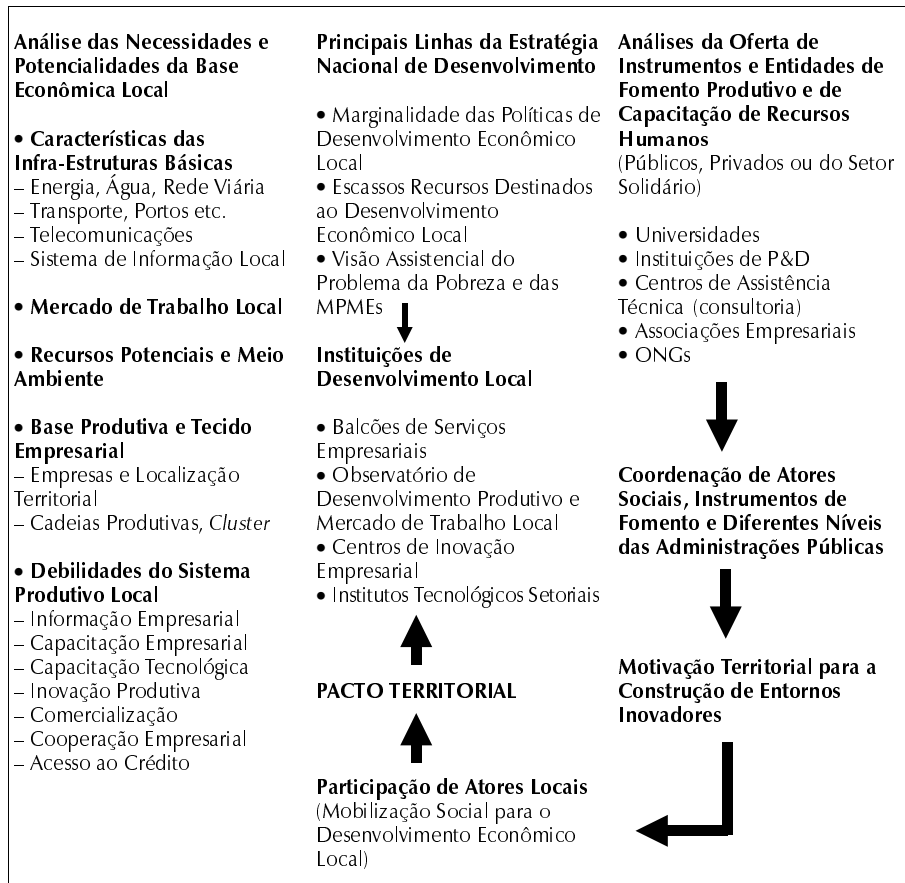 Análise das Necessidades e
Potencialidades da Base
Econômica Local
• Características das
Infra-Estruturas Básicas
– Energia, Água, Rede Viária
– Transporte, Portos etc.
– Telecomunicações
– Sistema de Informação Local
• Mercado de Trabalho Local
• Recursos Potenciais e Meio
Ambiente
• Base Produtiva e Tecido
Empresarial
– Empresas e Localização
Territorial
– Cadeias Produtivas, Cluster
• Debilidades do Sistema
Produtivo Local
– Informação Empresarial
– Capacitação Empresarial
– Capacitação Tecnológica
– Inovação Produtiva
– Comercialização
– Cooperação Empresarial
– Acesso ao Crédito
Principais Linhas da Estratégia
Nacional de Desenvolvimento
• Marginalidade das Políticas de
Desenvolvimento Econômico
Local
• Escassos Recursos Destinados
ao Desenvolvimento
Econômico Local
• Visão Assistencial do
Problema da Pobreza e das
MPMEs
Instituições de
Desenvolvimento Local
• Balcões de Serviços
Empresariais
• Observatório de
Desenvolvimento Produtivo e
Mercado de Trabalho Local
• Centros de Inovação
Empresarial
• Institutos Tecnológicos Setoriais
PACTO TERRITORIAL
Participação de Atores Locais
(Mobilização Social para o
Desenvolvimento Econômico
Local)
Análises da Oferta de
Instrumentos e Entidades de
Fomento Produtivo e de
Capacitação de Recursos
Humanos
(Públicos, Privados ou do Setor
Solidário)
• Universidades
• Instituições de P&D
• Centros de Assistência
Técnica (consultoria)
• Associações Empresariais
• ONGs
Coordenação de Atores
Sociais, Instrumentos de
Fomento e Diferentes Níveis
das Administrações Públicas
Motivação Territorial para a
Construção de Entornos
Inovadores